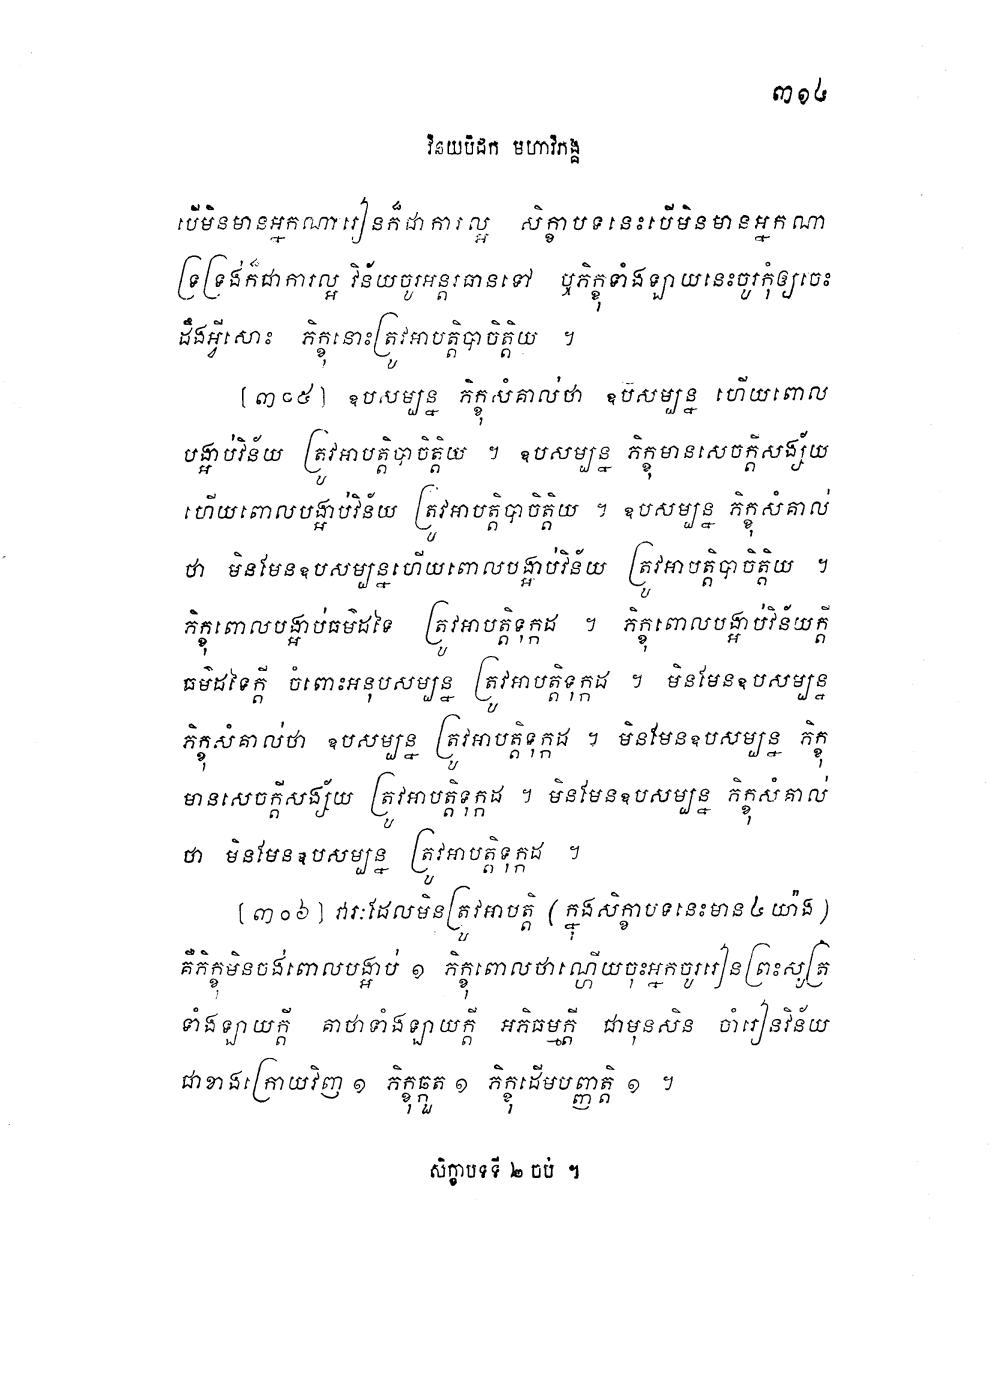 ៣១៤
វិនយបិដក មហាវិភង្គ
បើមិនមានអ្នកណារៀនក៏ជាការល្អ សិក្ខាបទនេះបើមិនមានអ្នកណា
ទ្រទ្រង់ក៏ជាការល្អ វិន័យចូរអន្តរធានទៅ ឬភិក្ខុទាំងឡាយនេះចូរកុំឲ្យចេះ
ដឹងអ្វីសោះ ភិក្ខុនោះត្រូវអាបត្តិបាចិត្តិយ ។
[៣០៥] ឧបសម្បន្ន ភិក្ខុសំគាល់ថា ឧបសម្បន្ន ហើយពោល
បង្អាប់វិន័យ ត្រូវអាបត្តិបាចិត្តិយ ។ ឧបសម្បន្ន ភិក្ខុមានសេចក្តីសង្ស័យ
ហើយពោលបង្អាប់វិន័យ ត្រូវអាបត្តិបាចិត្តិយ ។ ឧបសម្បន្ន ភិក្ខុសំគាល់
ថា មិនមែនឧបសម្បន្នហើយពោលបង្អាប់វិន័យ ត្រូវអាបត្តិបាចិត្តិយ ។
ភិក្ខុពោលបង្អាប់ធម៌ដទៃ ត្រូវអាបត្តិទុក្កដ ។ ភិក្ខុពោលបង្អាប់វិន័យក្តី
ធម៌ដទៃក្តី ចំពោះអនុបសម្បន្ន ត្រូវអាបត្តិទុក្កដ ។ មិនមែនឧបសម្បន្ន
ភិក្ខុសំគាល់ថា ឧបសម្បន្ន ត្រូវអាបត្តិទុក្កដ ។ មិនមែនឧបសម្បន្ន ភិក្ខុ
មានសេចក្តីសង្ស័យ ត្រូវអាបត្តិទុក្កដ ។ មិនមែនឧបសម្បន្ន ភិក្ខុសំគាល់
ថា មិនមែនឧបសម្បន្ន ត្រូវអាបត្តិទុក្កដ ។
[៣០៦] វារៈដែលមិនត្រូវអាបត្តិ (ក្នុងសិក្ខាបទនេះមាន៤យ៉ាង)
គឺភិក្ខុមិនចង់ពោលបង្អាប់ ១ ភិក្ខុពោលថាណ្ហើយចុះអ្នកចូររៀនព្រះសូត្រ
ទាំងឡាយក្តី គាថាទាំងឡាយក្តី អភិធម្មក្តី ជាមុនសិន ចាំរៀនវិន័យ
ជាខាងក្រោយវិញ ១ ភិក្ខុឆ្កួត ១ ភិក្ខុដើមបញ្ញត្តិ ១ ។
សិក្ខាបទទី ២ ចប់ ។